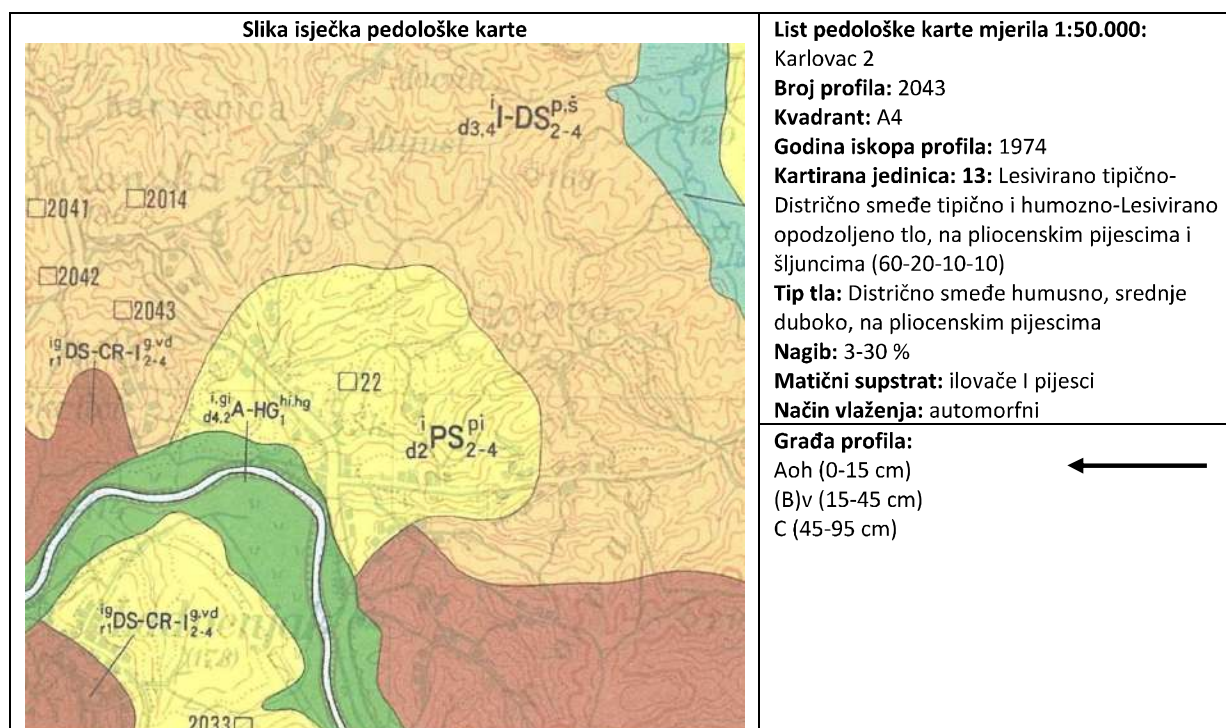 Slika isječka pedološke karte
d3,4 i I-DS p,š 2-4
2041
2014
2042
2043
ig r1 DS-CR-I g,vd 2-4
22
i,gi d4,2 A-HG hi,hg 1
i d2 PS pi 2-4
ig r1 DS-CR-I g,vd 2-4
(178)
2033
List pedološke karte mjerila 1:50.000:
Karlovac 2
Broj profila: 2043
Kvadrant: A4
Godina iskopa profila: 1974
Kartirana jedinica: 13: Lesivirano tipično-
Distrično smeđe tipično i humozno-Lesivirano
opodzoljeno tlo, na pliocenskim pijescima i
šljuncima (60-20-10-10)
Tip tla: Distrično smeđe humusno, srednje
duboko, na pliocenskim pijescima
Nagib: 3-30 %
Matični supstrat: ilovače I pijesci
Način vlaženja: automorfni
Građa profila:
Aoh (0-15 cm)
(B)v (15-45 cm)
C (45-95 cm)